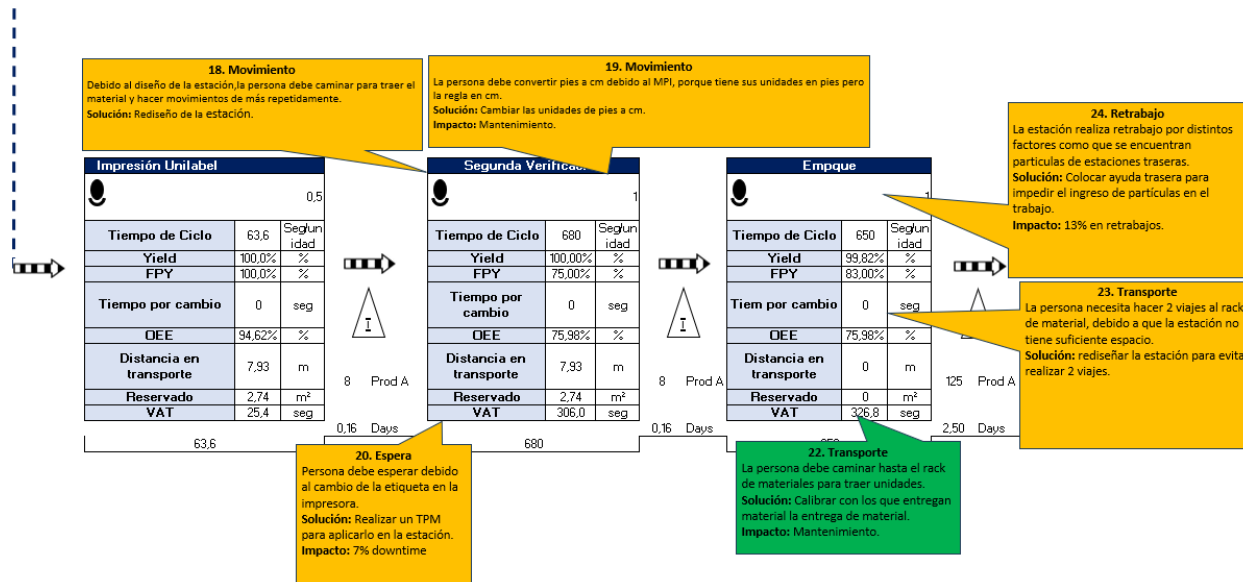 18. Movimiento
Debido al diseño de la estación,la persona debe caminar para traer el
material y hacer movimientos de más repetidamente.
Solución: Rediseño de la estación.
19. Movimiento
La persona debe convertir pies a cm debido al MPI, porque tiene sus unidades en pies pero
la regla en cm.
Solución: Cambiar las unidades de pies a cm.
Impacto: Mantenimiento.
24. Retrabajo
La estación realiza retrabajo por distintos
factores como que se encuentran
particulas de estaciones traseras.
Solución: Colocar ayuda trasera para
impedir el ingreso de partículas en el
trabajo.
Impacto: 13% en retrabajos.
Impresión Unilabel
0,5
Tiempo de Ciclo 63,6 Seg/un
idad
Yield 100,0% %
FPY 100,0% %
Tiempo por cambio 0 seg
OEE 94,62% %
Distancia en
transporte 7,93 m
Reservado 2,74 m²
VAT 25,4 seg
63,6
I
8 Prod A
0,16 Days
Segunda
1
Tiempo de Ciclo 680 Seg/un
idad
Yield 100,00% %
FPY 75,00% %
Tiempo por
cambio 0 seg
OEE 75,98% %
Distancia en
transporte 7,93 m
Reservado 2,74 m²
VAT 306,0 seg
680
I
8 Prod A
0,16 Days
Empque
Tiempo de Ciclo 650 Seg/un
idad
Yield 99,82% %
FPY 83,00% %
Tiem por cambio 0 seg
OEE 75,98% %
Distancia en
transporte 0 m
Reservado 0 m²
VAT 326,8 seg
125 Prod A
2,50 Days
23. Transporte
La persona necesita hacer 2 viajes al rack
de material, debido a que la estación no
tiene suficiente espacio.
Solución: rediseñar la estación para evita
realizar 2 viajes.
20. Espera
Persona debe esperar debido
al cambio de la etiqueta en la
impresora.
Solución: Realizar un TPM
para aplicarlo en la estación.
Impacto: 7% downtime
22. Transporte
La persona debe caminar hasta el rack
de materiales para traer unidades.
Solución: Calibrar con los que entregan
material la entrega de material.
Impacto: Mantenimiento.